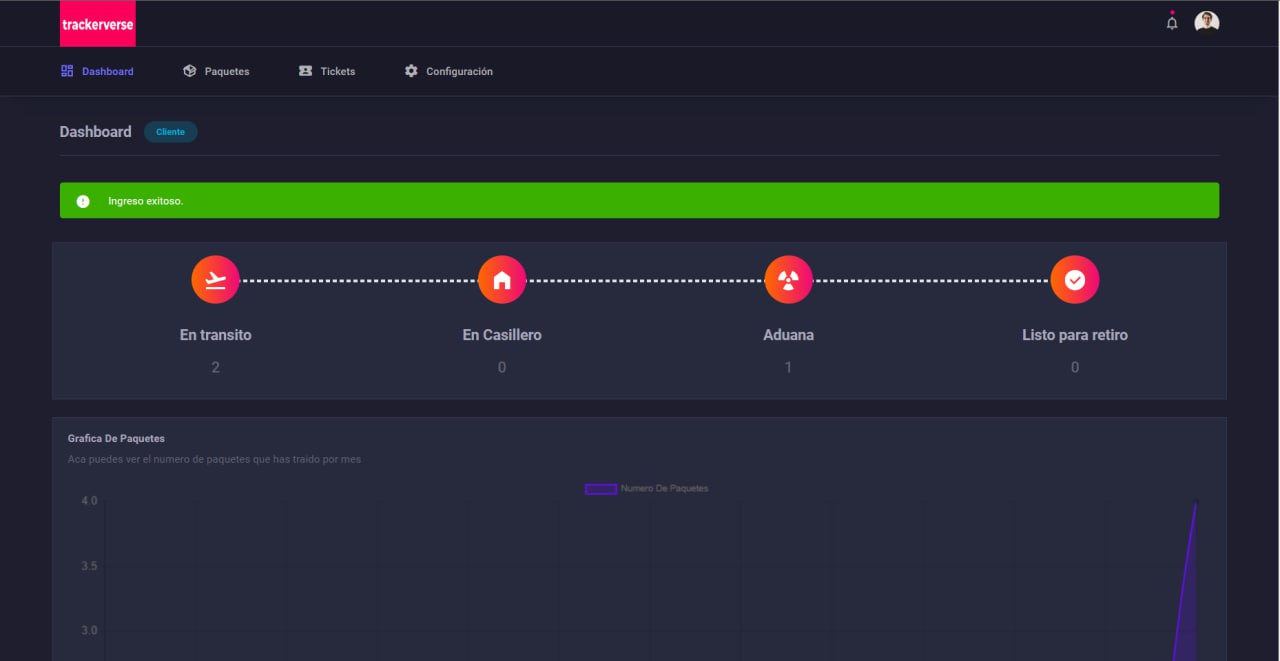 trackerverse
Dashboard Paquetes Tickets Configuración
Dashboard Cliente
Ingreso exitoso.
En transito En Casillero Aduana Listo para retiro
2 0 1 0
Grafica De Paquetes
Aca puedes ver el numero de paquetes que has traido por mes
Numero De Paquetes
4.0
3.5
3.0